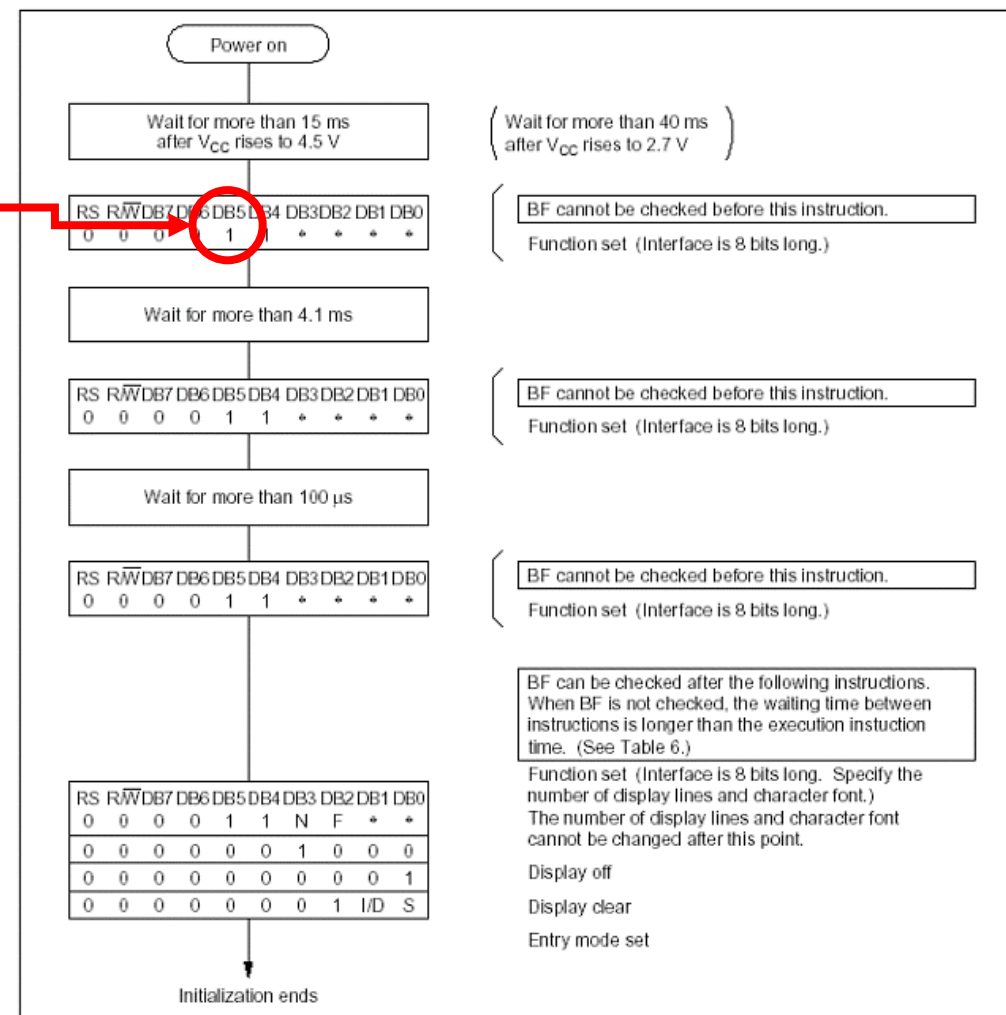 Power on
Wait for more than 15 ms
after VCC rises to 4.5 V
Wait for more than 40 ms
after VCC rises to 2.7 V
RS R/W̅ DB7 DB6 DB5 DB4 DB3 DB2 DB1 DB0
0 0 0 0 1 1 * * * *
BF cannot be checked before this instruction.
Function set (Interface is 8 bits long.)
Wait for more than 4.1 ms
RS R/W̅ DB7 DB6 DB5 DB4 DB3 DB2 DB1 DB0
0 0 0 0 1 1 * * * *
BF cannot be checked before this instruction.
Function set (Interface is 8 bits long.)
Wait for more than 100 µs
RS R/W̅ DB7 DB6 DB5 DB4 DB3 DB2 DB1 DB0
0 0 0 0 1 1 * * * *
BF cannot be checked before this instruction.
Function set (Interface is 8 bits long.)
BF can be checked after the following instructions.
When BF is not checked, the waiting time between
instructions is longer than the execution instuction
time. (See Table 6.)
RS R/W̅ DB7 DB6 DB5 DB4 DB3 DB2 DB1 DB0
0 0 0 0 1 1 N F * *
0 0 0 0 0 0 1 0 0 0
0 0 0 0 0 0 0 0 0 1
0 0 0 0 0 0 0 1 I/D S
Function set (Interface is 8 bits long. Specify the
number of display lines and character font.)
The number of display lines and character font
cannot be changed after this point.
Display off
Display clear
Entry mode set
Initialization ends